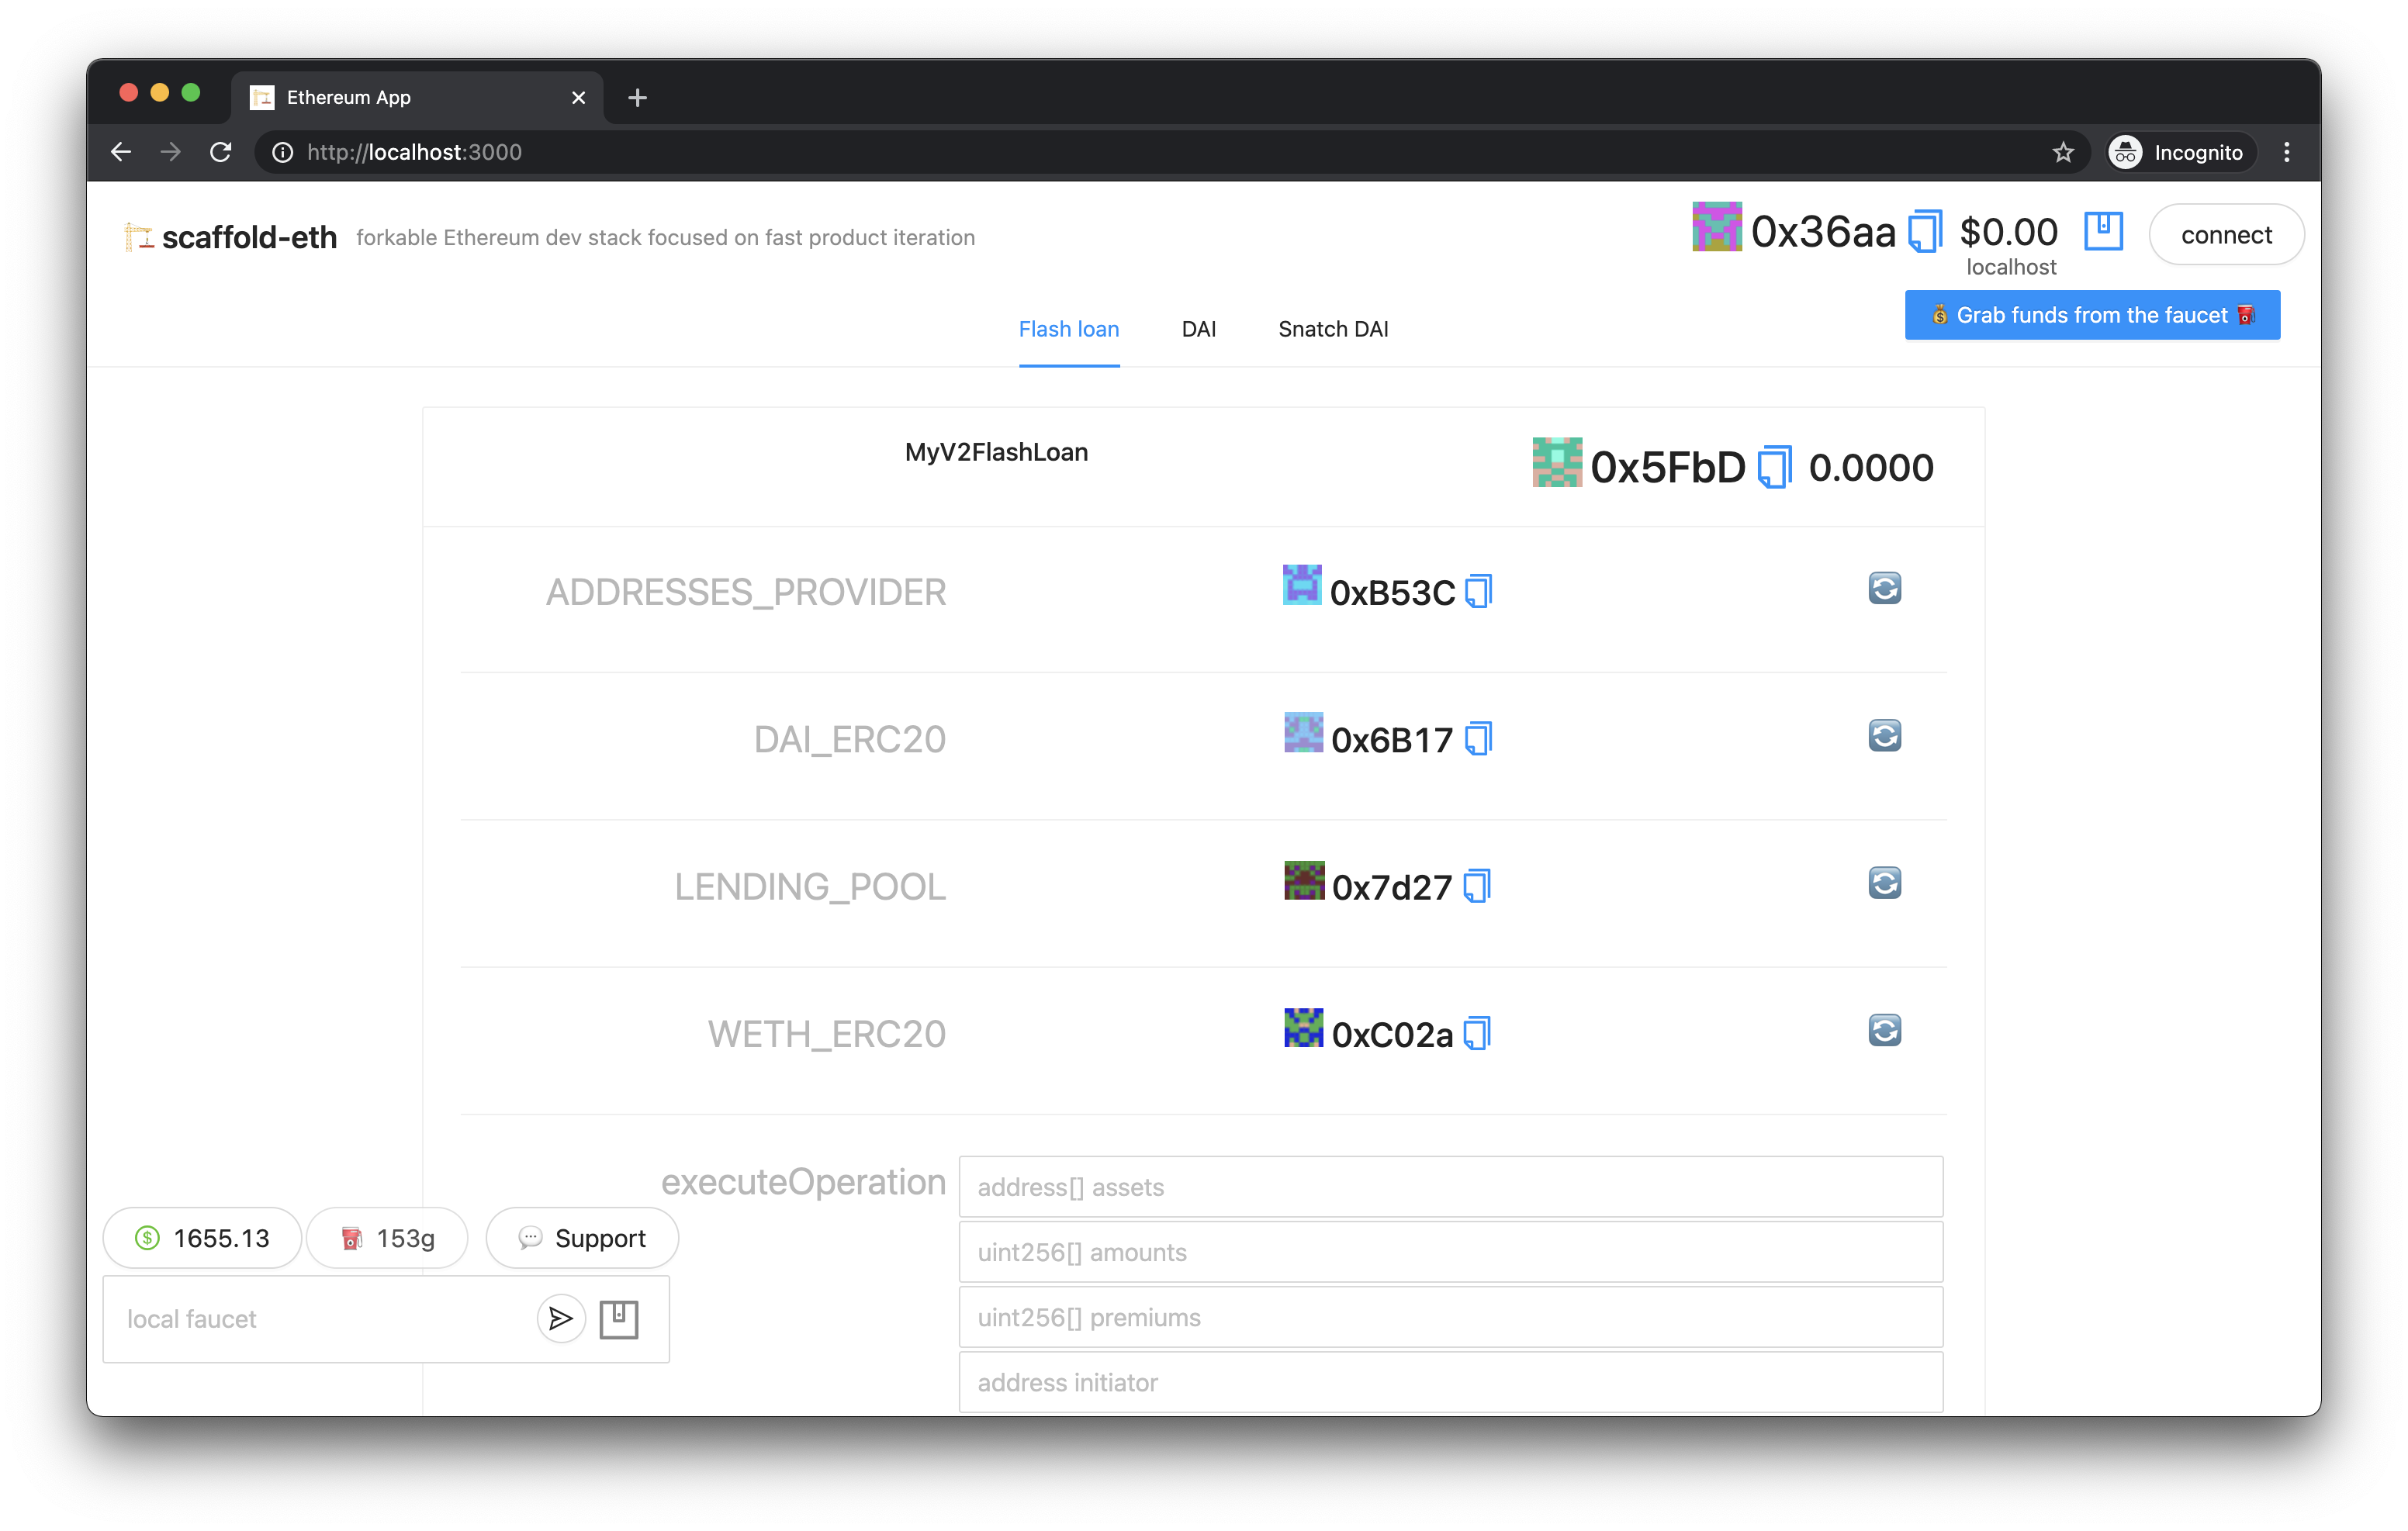 Ethereum App
http://localhost:3000
Incognito
scaffold-eth forkable Ethereum dev stack focused on fast product iteration
0x36aa $0.00 connect
localhost
Grab funds from the faucet
Flash loan DAI Snatch DAI
MyV2FlashLoan 0x5FbD 0.0000
ADDRESSES_PROVIDER 0xB53C
DAI_ERC20 0x6B17
LENDING_POOL 0x7d27
WETH_ERC20 0xC02a
executeOperation address[] assets
1655.13 153g Support
uint256[] amounts
local faucet
uint256[] premiums
address initiator